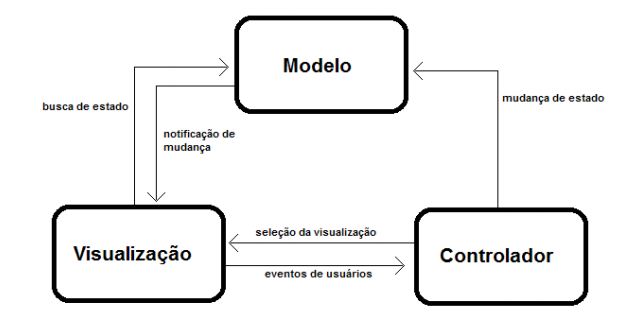 Modelo
busca de estado
mudança de estado
notificação de
mudança
seleção da visualização
Visualização
Controlador
eventos de usuários